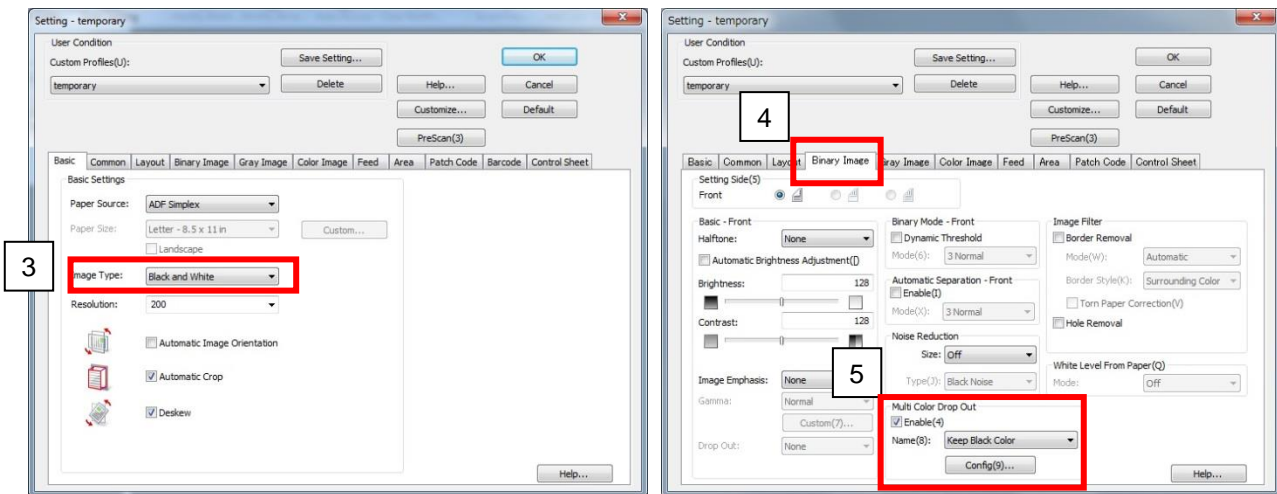 Setting - temporary
User Condition
Custom Profiles(U):
Save Setting...
OK
temporary
Delete
Help...
Cancel
Customize...
Default
PreScan(3)
Basic Common Layout Binary Image Gray Image Color Image Feed Area Patch Code Barcode Control Sheet
Basic Settings
Paper Source: ADF Simplex
Paper Size: Letter - 8.5 x 11 in Custom...
Landscape
3
mage Type: Black and White
Resolution: 200
Automatic Image Orientation
Automatic Crop
Deskew
Help...
Setting - temporary
User Condition
Custom Profiles(U):
Save Setting...
OK
temporary
Delete
Help...
Cancel
4
Customize...
Default
PreScan(3)
Basic Common Layout Binary Image Gray Image Color Image Feed Area Patch Code Control Sheet
Setting Side(5)
Front
Basic - Front
Halftone: None
Automatic Brightness Adjustment(J)
Brightness: 128
Contrast: 128
Image Emphasis: None
Gamma: Normal
Custom(7)...
Drop Out: None
Binary Mode - Front
Dynamic Threshold
Mode(6): 3 Normal
Automatic Separation - Front
Enable(I)
Mode(X): 3 Normal
Noise Reduction
Size: Off
Type(J): Black Noise
5
Multi Color Drop Out
Enable(4)
Name(8): Keep Black Color
Config(9)...
Image Filter
Border Removal
Mode(W): Automatic
Border Style(K): Surrounding Color
Torn Paper Correction(V)
Hole Removal
White Level From Paper(Q)
Mode: Off
Help...